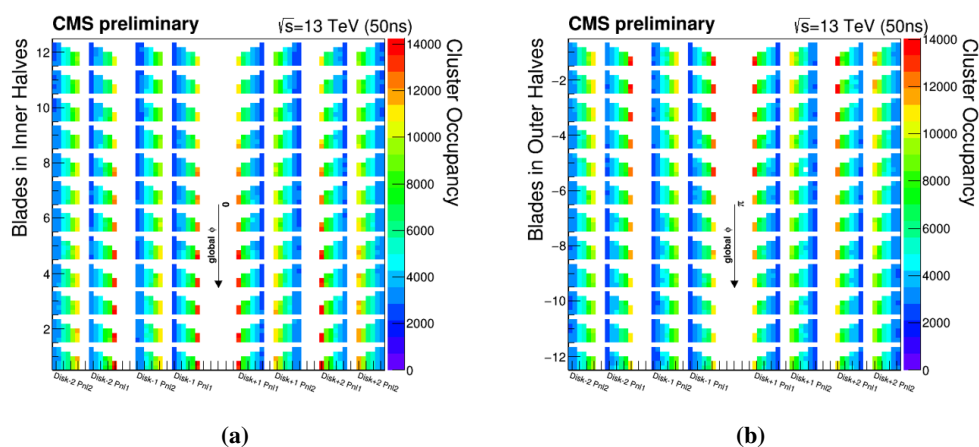 CMS preliminary √s=13 TeV (50ns)
Blades in Inner Halves
12
10
8
6
4
2
0
global ϕ
Disk-2 Pnl2 Disk-2 Pnl1 Disk-1 Pnl2 Disk-1 Pnl1 Disk+1 Pnl1 Disk+1 Pnl2 Disk+2 Pnl1 Disk+2 Pnl2
14000
12000
10000
8000
6000
4000
2000
0
Cluster Occupancy
(a)
CMS preliminary √s=13 TeV (50ns)
Blades in Outer Halves
−2
−4
−6
−8
−10
−12
π
global ϕ
Disk-2 Pnl2 Disk-2 Pnl1 Disk-1 Pnl2 Disk-1 Pnl1 Disk+1 Pnl1 Disk+1 Pnl2 Disk+2 Pnl1 Disk+2 Pnl2
14000
12000
10000
8000
6000
4000
2000
0
Cluster Occupancy
(b)